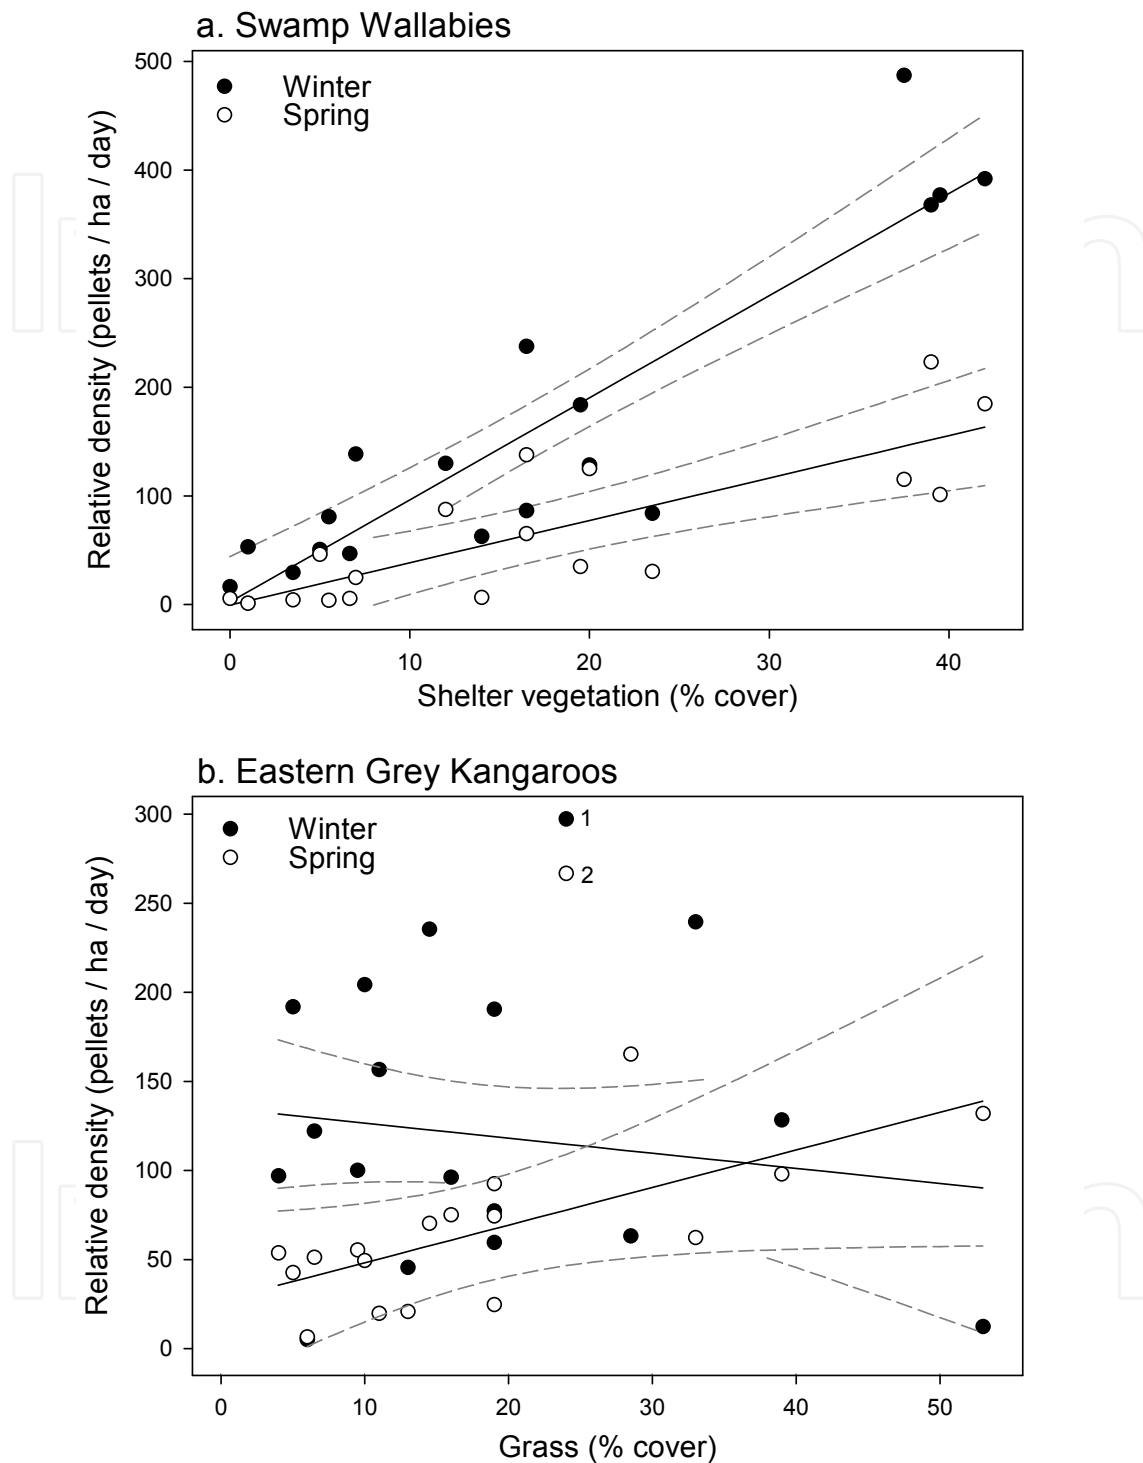 a. Swamp Wallabies
Winter
Spring
500
400
300
200
100
0
Relative density (pellets / ha / day)
0 10 20 30 40
Shelter vegetation (% cover)
b. Eastern Grey Kangaroos
Winter
Spring
1
2
300
250
200
150
100
50
0
Relative density (pellets / ha / day)
0 10 20 30 40 50
Grass (% cover)